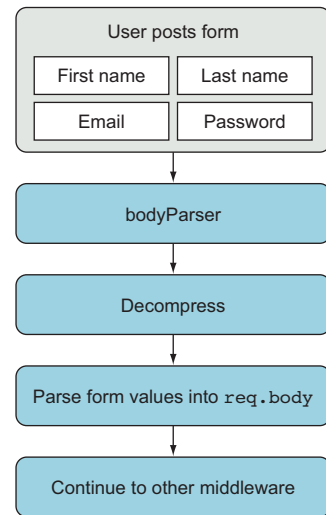 User posts form
First name
Last name
Email
Password
bodyParser
Decompress
Parse form values into req.body
Continue to other middleware